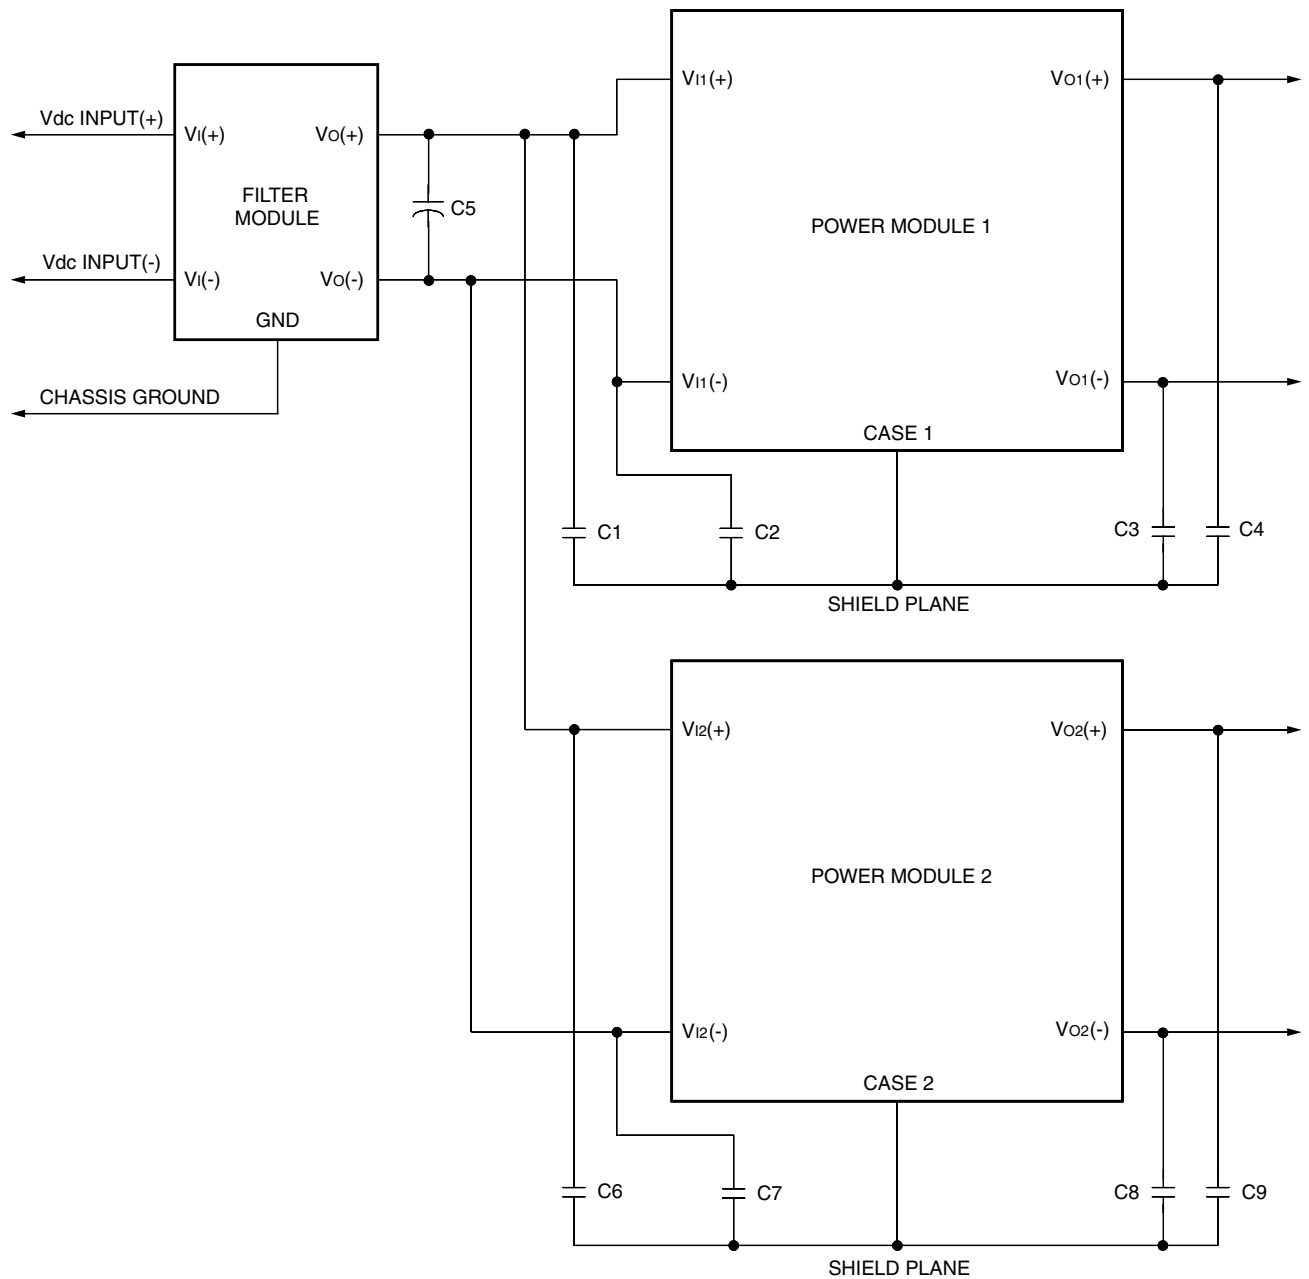 Vdc INPUT(+)
VI(+)
VO(+)
FILTER
MODULE
Vdc INPUT(-)
VI(-)
VO(-)
GND
CHASSIS GROUND
C5
VI1(+)
VO1(+)
POWER MODULE 1
VI1(-)
VO1(-)
CASE 1
C1
C2
C3
C4
SHIELD PLANE
VI2(+)
VO2(+)
POWER MODULE 2
VI2(-)
VO2(-)
CASE 2
C6
C7
C8
C9
SHIELD PLANE